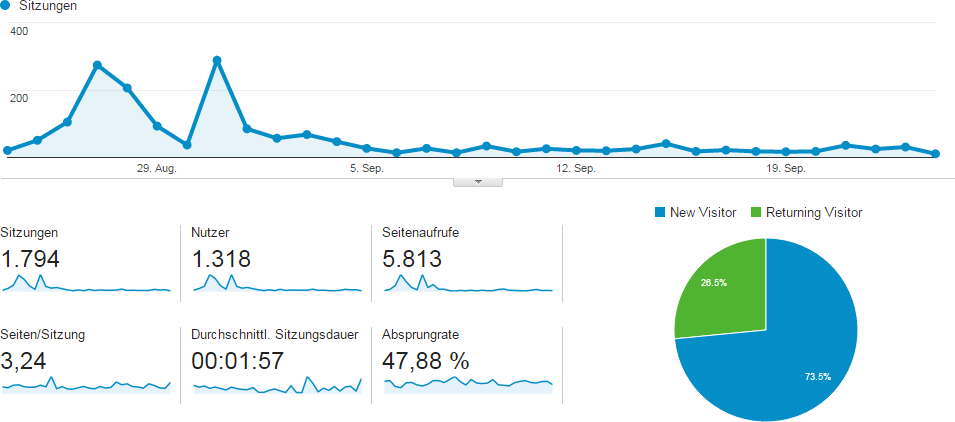 Sitzungen
400
200
29. Aug.
5. Sep.
12. Sep.
19. Sep.
New Visitor
Returning Visitor
Sitzungen
1.794
Nutzer
1.318
Seitenaufrufe
5.813
Seiten/Sitzung
3,24
Durchschnittl. Sitzungsdauer
00:01:57
Absprungrate
47,88 %
26.5%
73.5%